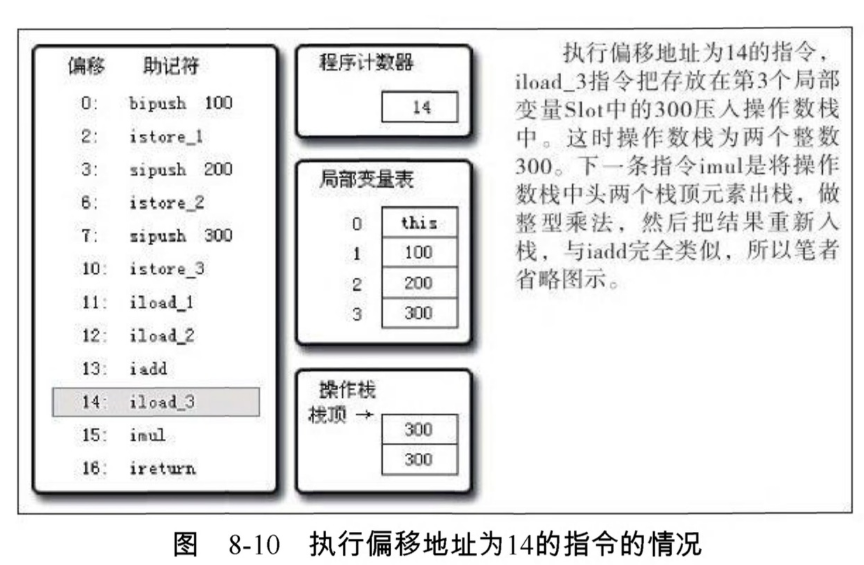 偏移 助记符
0: bipush 100
2: istore_1
3: sipush 200
6: istore_2
7: sipush 300
10: istore_3
11: iload_1
12: iload_2
13: iadd
14: iload_3
15: imul
16: ireturn
程序计数器
14
局部变量表
0 this
1 100
2 200
3 300
操作栈
栈顶 →
300
300
执行偏移地址为14的指令，
iload_3指令把存放在第3个局部
变量Slot中的300压入操作数栈
中。这时操作数栈为两个整数
300。下一条指令imul是将操作
数栈中头两个栈顶元素出栈，做
整型乘法，然后把结果重新入
栈，与iadd完全类似，所以笔者
省略图示。
图 8-10 执行偏移地址为14的指令的情况